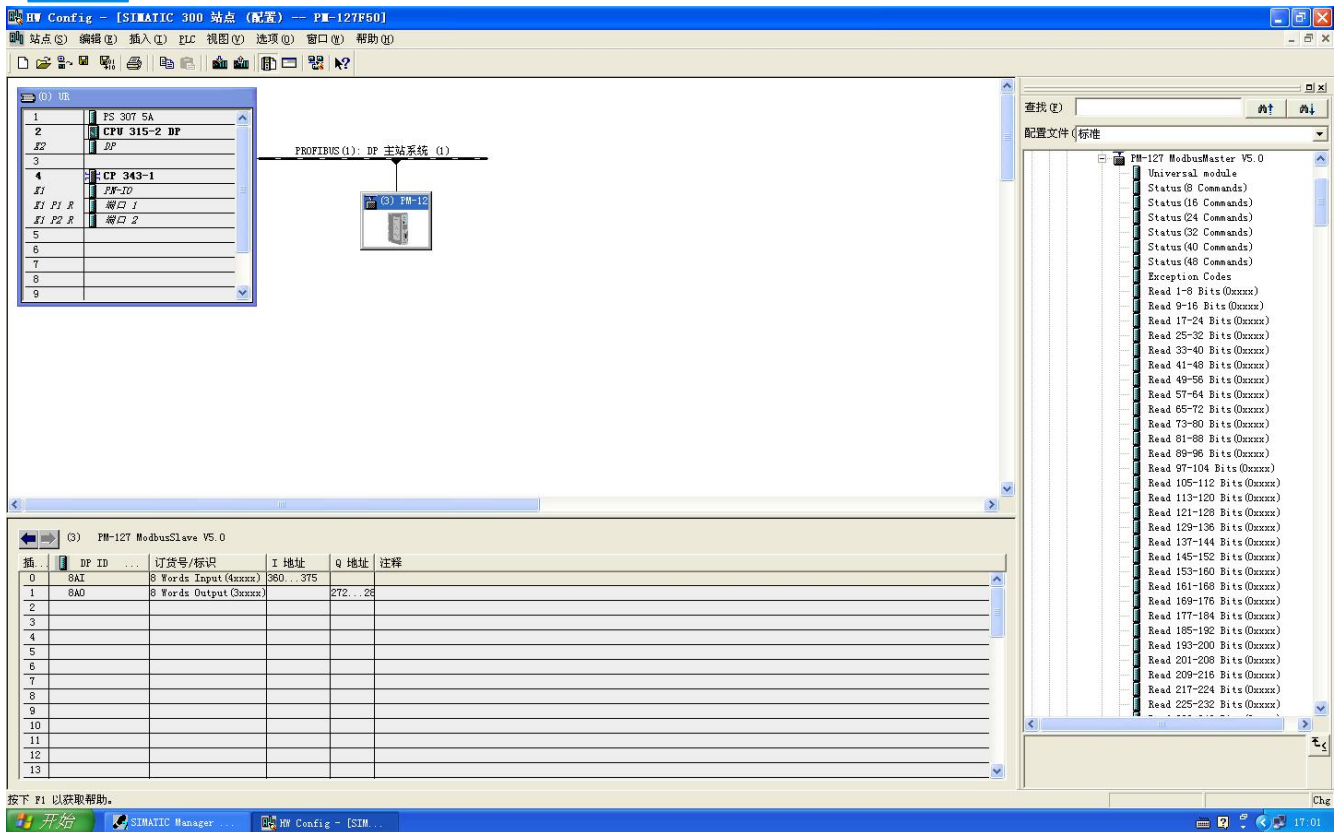 HW Config - [SIMATIC 300 站点 (配置) -- PM-127F50]
站点(S) 编辑(E) 插入(I) PLC 视图(V) 选项(O) 窗口(W) 帮助(H)
(0) UR
1 PS 307 5A
2 CPU 315-2 DP
X2 DP
3
4 CP 343-1
X1 PN-IO
X1 P1 R 端口 1
X1 P2 R 端口 2
5
6
7
8
9
PROFIBUS(1): DP 主站系统 (1)
(3) PM-12
(3) PM-127 ModbusSlave V5.0
插... DP ID ... 订货号/标识 I 地址 Q 地址 注释
0 8AI 8 Words Input(4xxxx) 360...375
1 8AO 8 Words Output(3xxxx) 272...28
2
3
4
5
6
7
8
9
10
11
12
13
查找(F)
配置文件( 标准
PM-127 ModbusMaster V5.0
Universal module
Status(8 Commands)
Status(16 Commands)
Status(24 Commands)
Status(32 Commands)
Status(40 Commands)
Status(48 Commands)
Exception Codes
Read 1-8 Bits(0xxxx)
Read 9-16 Bits(0xxxx)
Read 17-24 Bits(0xxxx)
Read 25-32 Bits(0xxxx)
Read 33-40 Bits(0xxxx)
Read 41-48 Bits(0xxxx)
Read 49-56 Bits(0xxxx)
Read 57-64 Bits(0xxxx)
Read 65-72 Bits(0xxxx)
Read 73-80 Bits(0xxxx)
Read 81-88 Bits(0xxxx)
Read 89-96 Bits(0xxxx)
Read 97-104 Bits(0xxxx)
Read 105-112 Bits(0xxxx)
Read 113-120 Bits(0xxxx)
Read 121-128 Bits(0xxxx)
Read 129-136 Bits(0xxxx)
Read 137-144 Bits(0xxxx)
Read 145-152 Bits(0xxxx)
Read 153-160 Bits(0xxxx)
Read 161-168 Bits(0xxxx)
Read 169-176 Bits(0xxxx)
Read 177-184 Bits(0xxxx)
Read 185-192 Bits(0xxxx)
Read 193-200 Bits(0xxxx)
Read 201-208 Bits(0xxxx)
Read 209-216 Bits(0xxxx)
Read 217-224 Bits(0xxxx)
Read 225-232 Bits(0xxxx)
按下 F1 以获取帮助。
Chg
开始 SIMATIC Manager ... HW Config - [SIM... 17:01